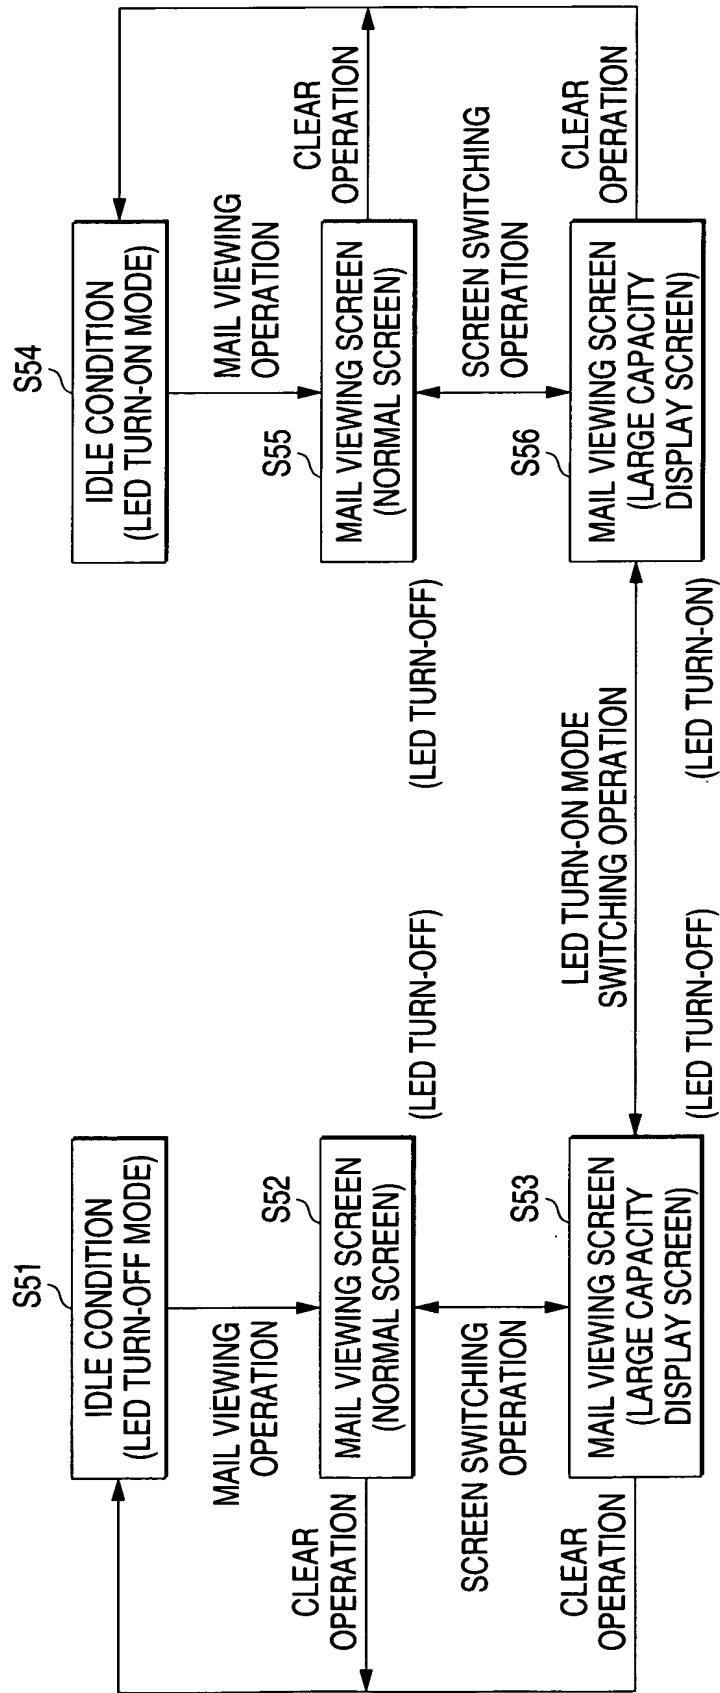 S51
IDLE CONDITION
(LED TURN-OFF MODE)
MAIL VIEWING
OPERATION
CLEAR
OPERATION
S52
MAIL VIEWING SCREEN
(NORMAL SCREEN)
(LED TURN-OFF)
SCREEN SWITCHING
OPERATION
CLEAR
OPERATION
S53
MAIL VIEWING SCREEN
(LARGE CAPACITY
DISPLAY SCREEN)
(LED TURN-OFF)
LED TURN-ON MODE
SWITCHING OPERATION
S54
IDLE CONDITION
(LED TURN-ON MODE)
MAIL VIEWING
OPERATION
(LED TURN-OFF)
S55
MAIL VIEWING SCREEN
(NORMAL SCREEN)
CLEAR
OPERATION
SCREEN SWITCHING
OPERATION
(LED TURN-ON)
S56
MAIL VIEWING SCREEN
(LARGE CAPACITY
DISPLAY SCREEN)
CLEAR
OPERATION